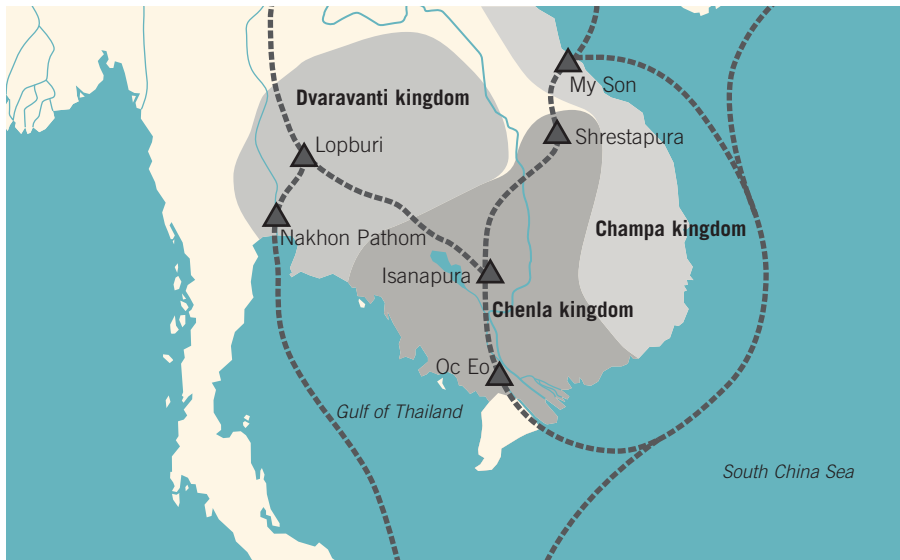 My Son
Dvaravanti kingdom
Shrestapura
Lopburi
Champa kingdom
Nakhon Pathom
Isanapura
Chenla kingdom
Oc Eo
Gulf of Thailand
South China Sea